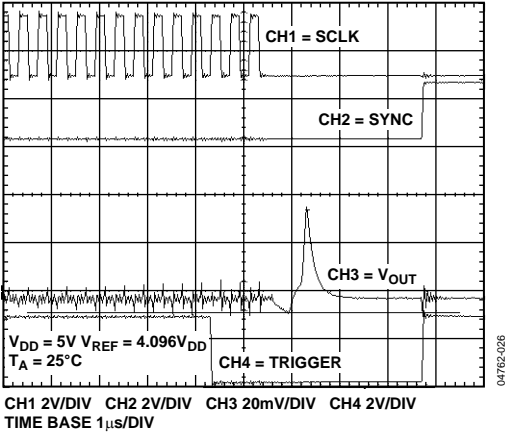 CH1 = SCLK
CH2 = SYNC
CH3 = VOUT
VDD = 5V VREF = 4.096VDD
TA = 25°C
CH4 = TRIGGER
CH1 2V/DIV CH2 2V/DIV CH3 20mV/DIV CH4 2V/DIV
TIME BASE 1μs/DIV
04762-026